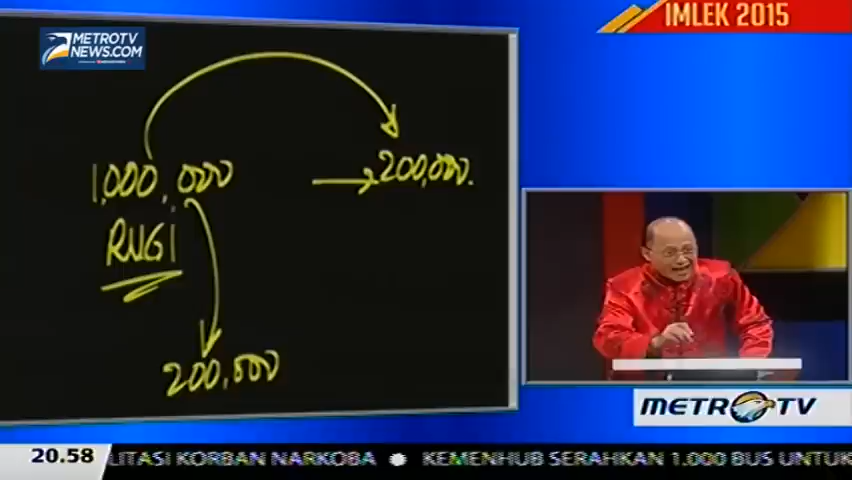 METROTV
NEWS.COM
IMLEK 2015
1,000,000
200,000.
RUGI
200,000
METRO TV
20.58
LITASI KORBAN NARKOBA
KEMENHUB SERAHKAN 1.000 BUS UNTUK